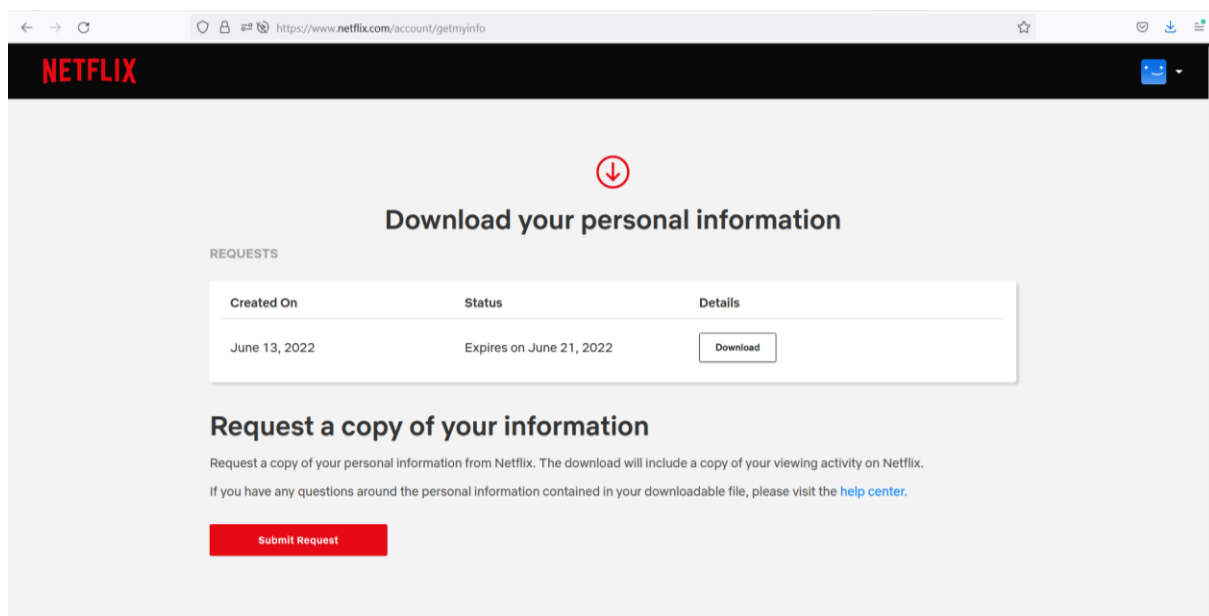 https://www.netflix.com/account/getmyinfo
NETFLIX
Download your personal information
REQUESTS
Created On Status Details
June 13, 2022 Expires on June 21, 2022 Download
Request a copy of your information
Request a copy of your personal information from Netflix. The download will include a copy of your viewing activity on Netflix.
If you have any questions around the personal information contained in your downloadable file, please visit the help center.
Submit Request